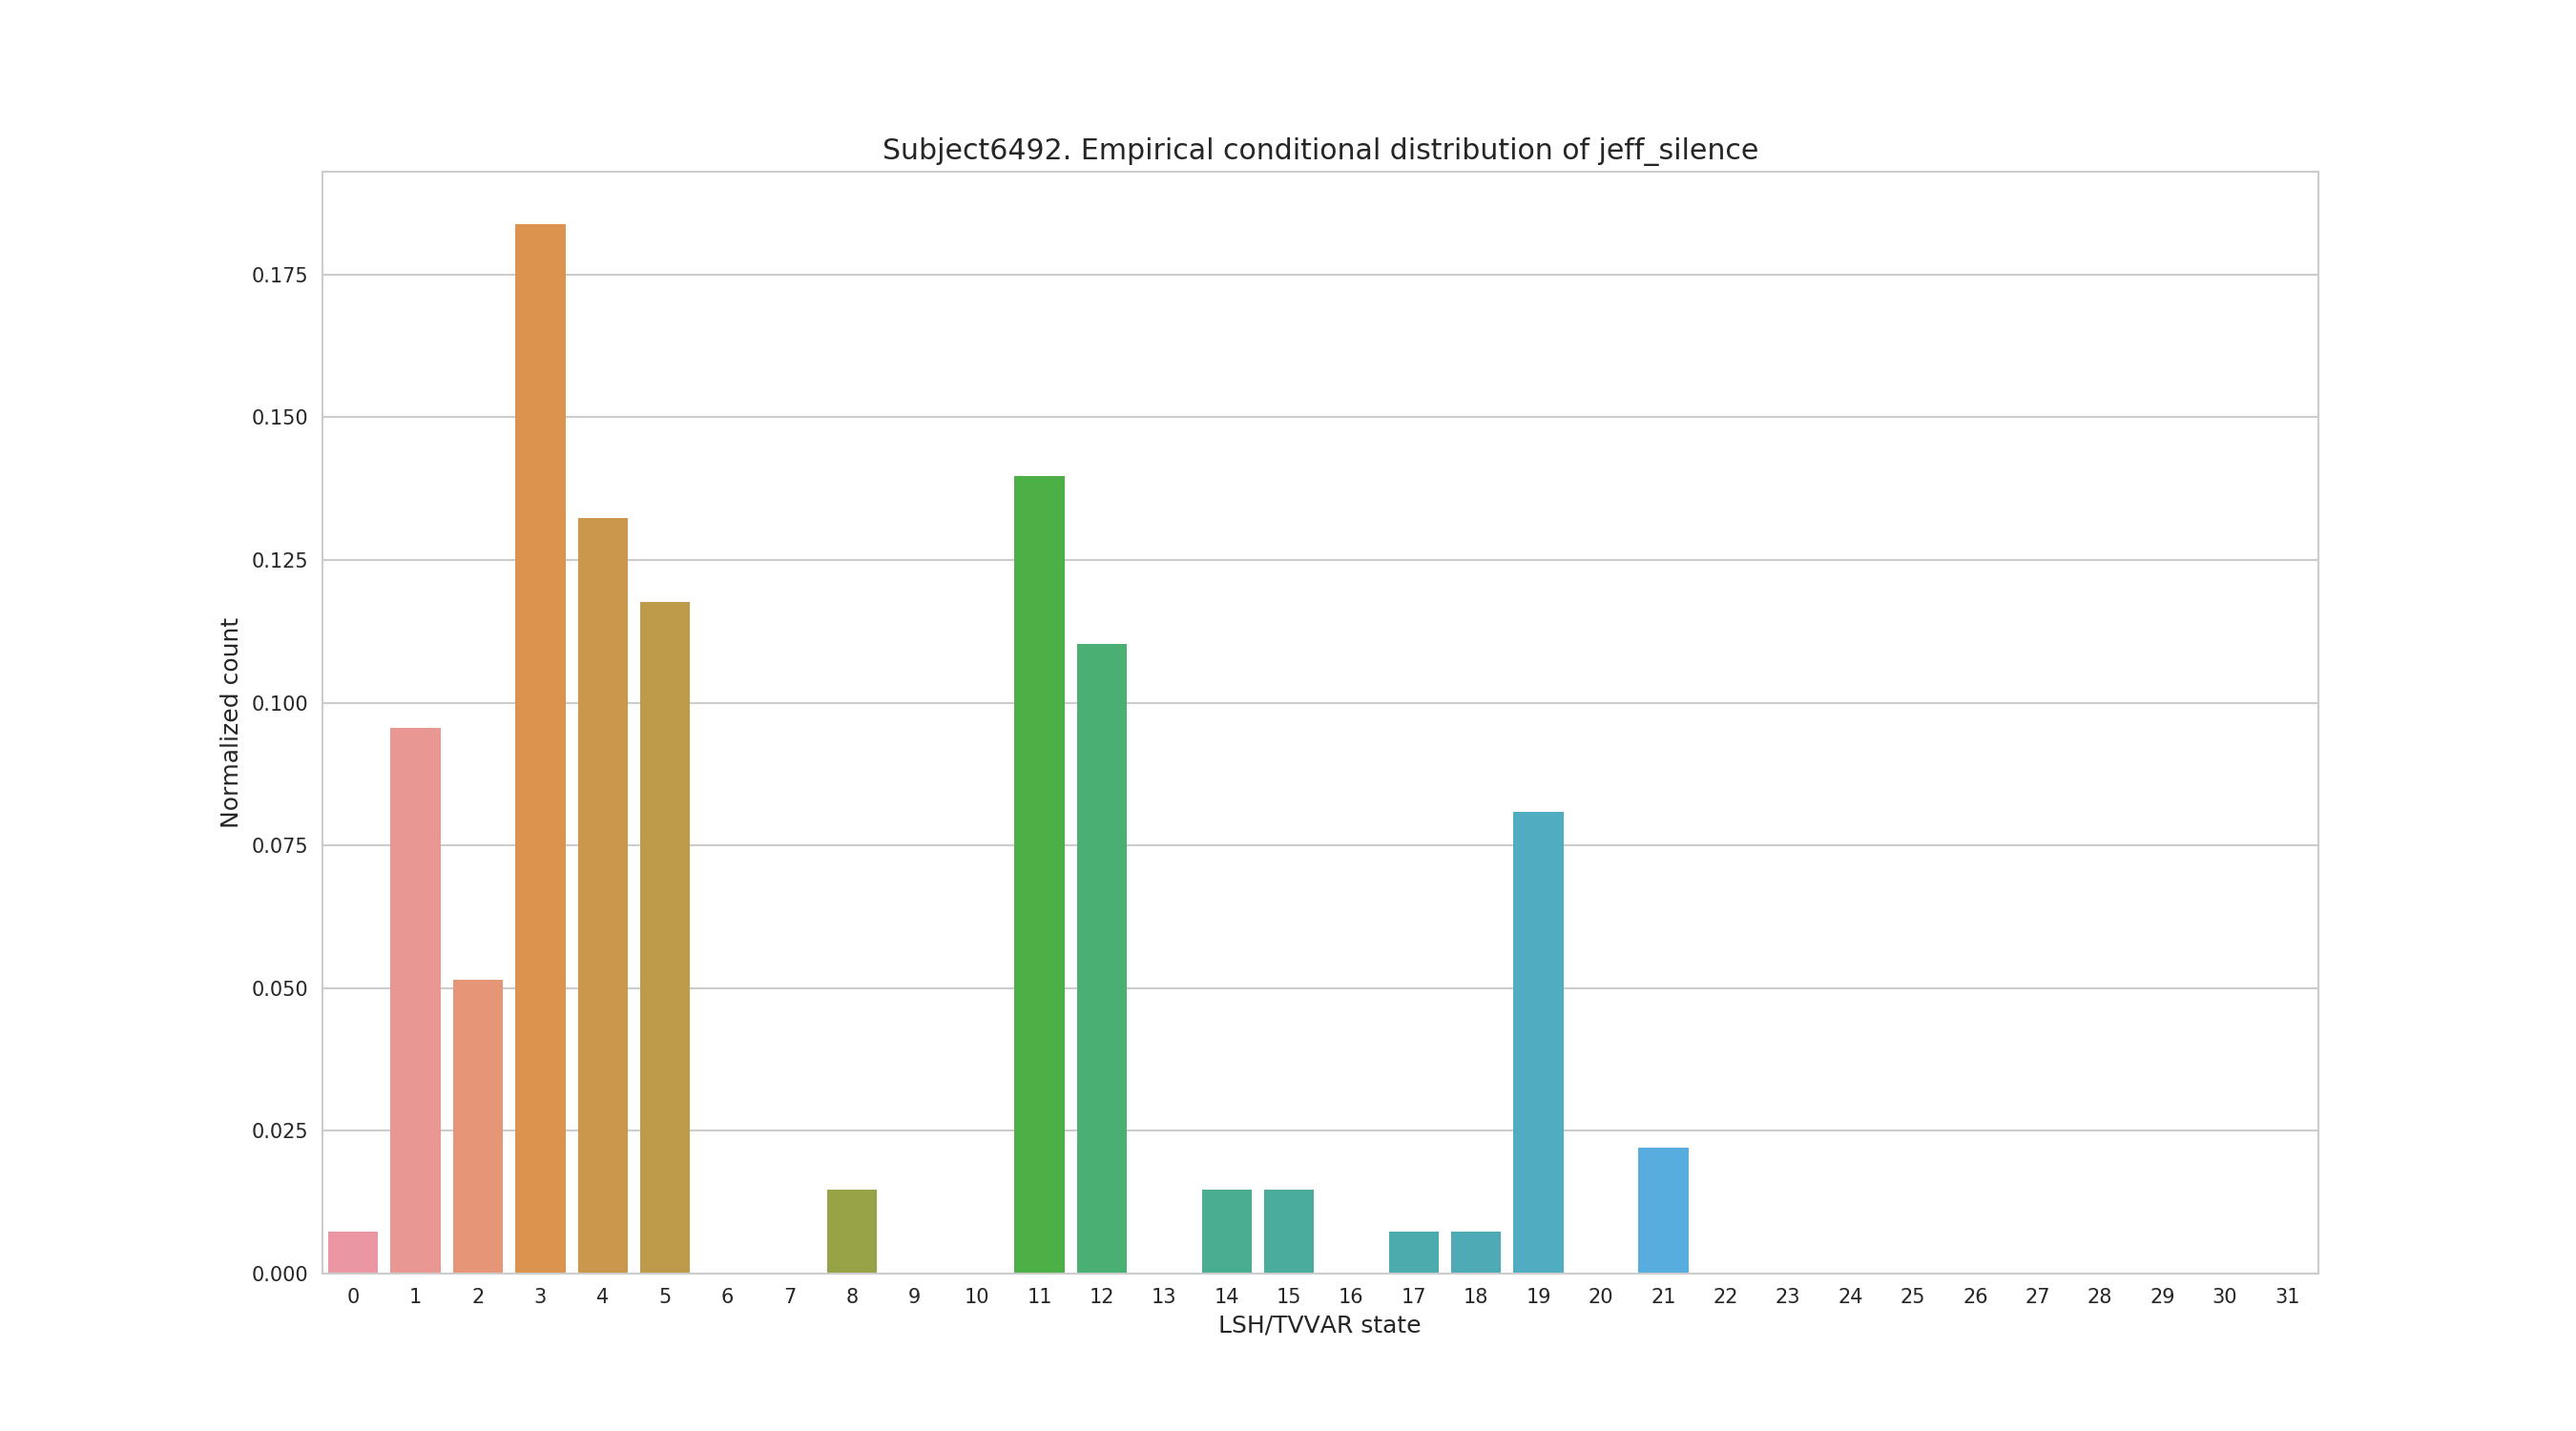 Subject6492. Empirical conditional distribution of jeff_silence
0.175
0.150
0.125
0.100
0.075
0.050
0.025
0.000
Normalized count
0 1 2 3 4 5 6 7 8 9 10 11 12 13 14 15 16 17 18 19 20 21 22 23 24 25 26 27 28 29 30 31
LSH/TVVAR state